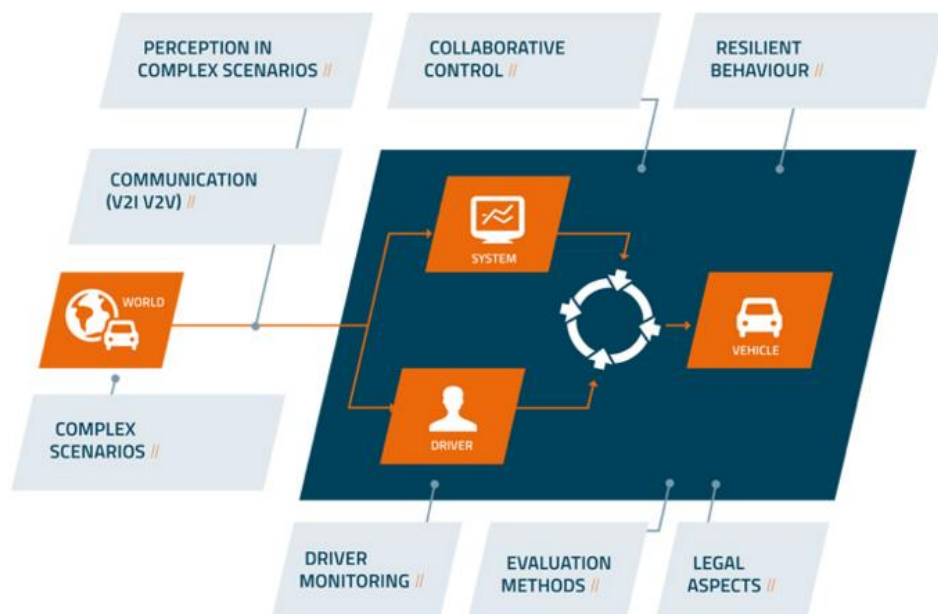 PERCEPTION IN
COMPLEX SCENARIOS //
COLLABORATIVE
CONTROL //
RESILIENT
BEHAVIOUR //
COMMUNICATION
(V2I V2V) //
SYSTEM
WORLD
VEHICLE
DRIVER
COMPLEX
SCENARIOS //
DRIVER
MONITORING //
EVALUATION
METHODS //
LEGAL
ASPECTS //